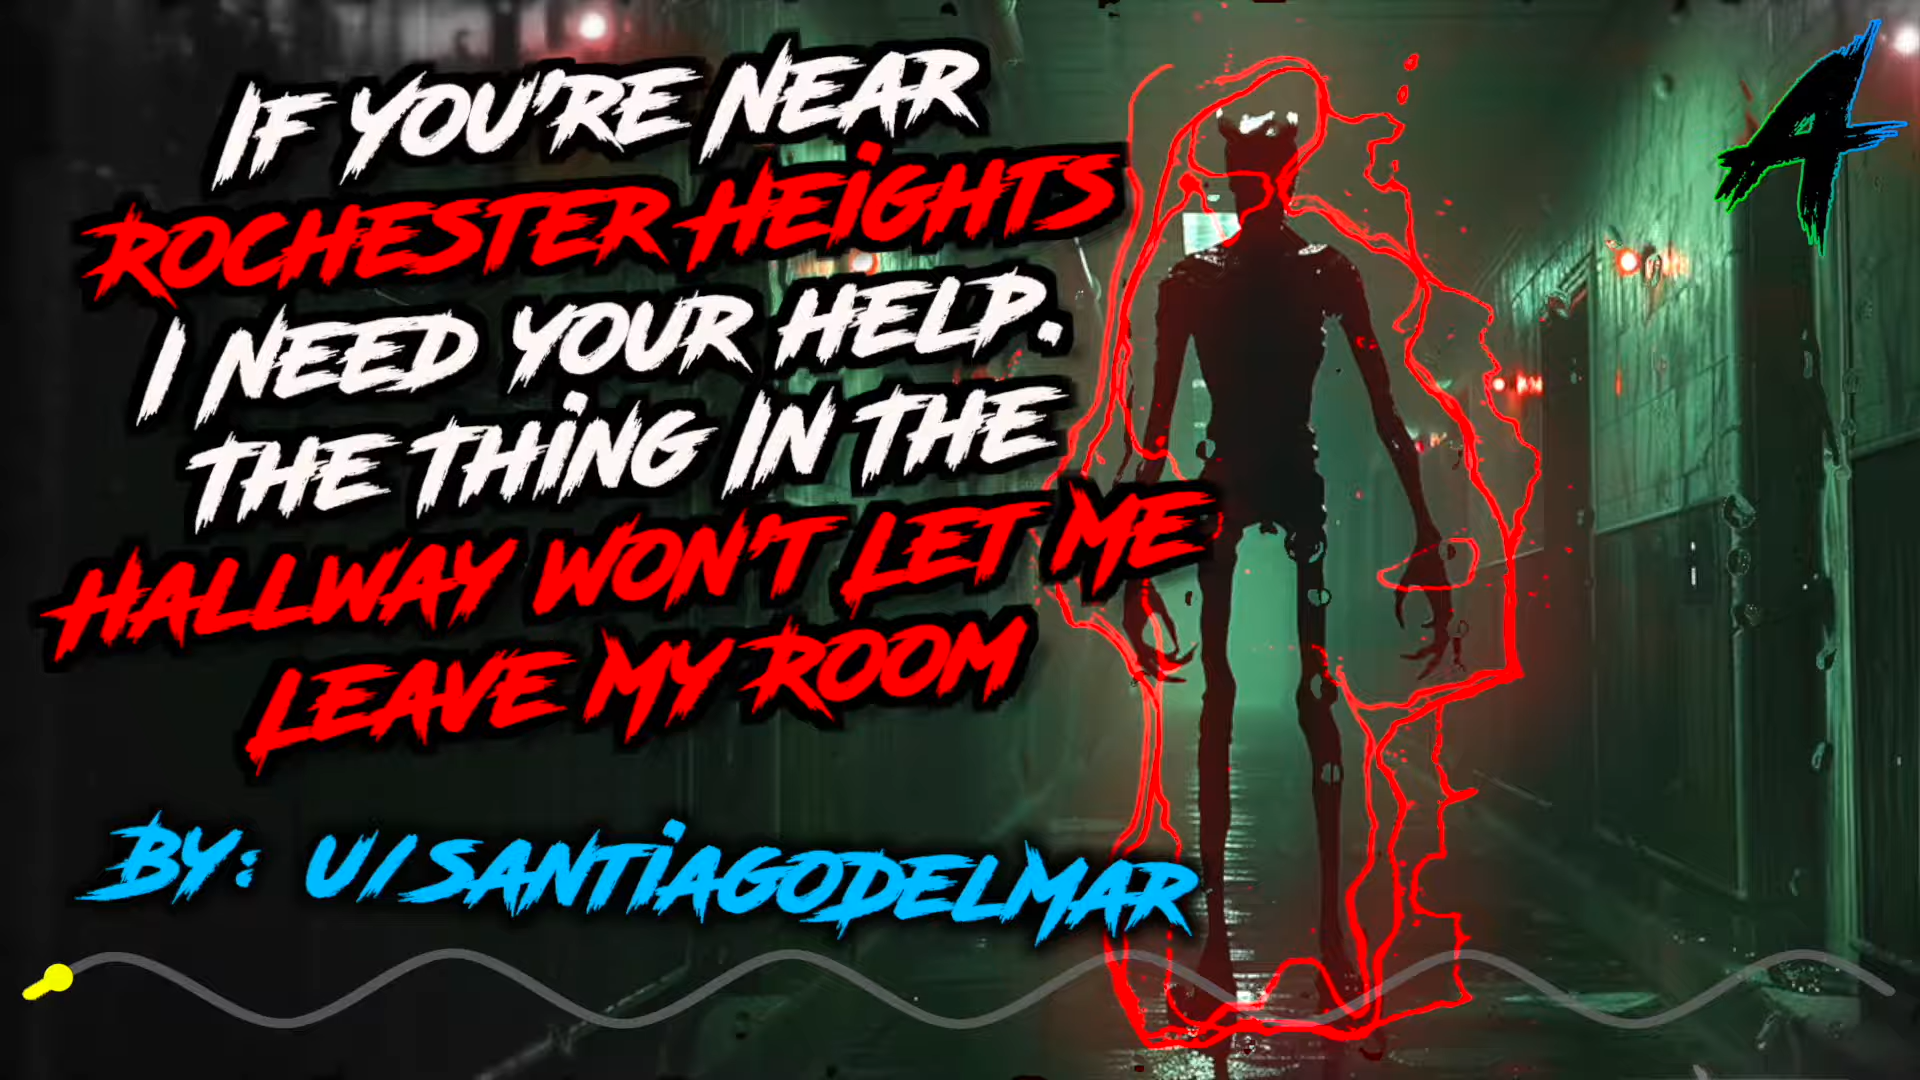 IF YOU'RE NEAR
ROCHESTER HEIGHTS
I NEED YOUR HELP.
THE THING IN THE
HALLWAY WON'T LET ME
LEAVE MY ROOM
BY: U/SANTIAGODELMAR
A